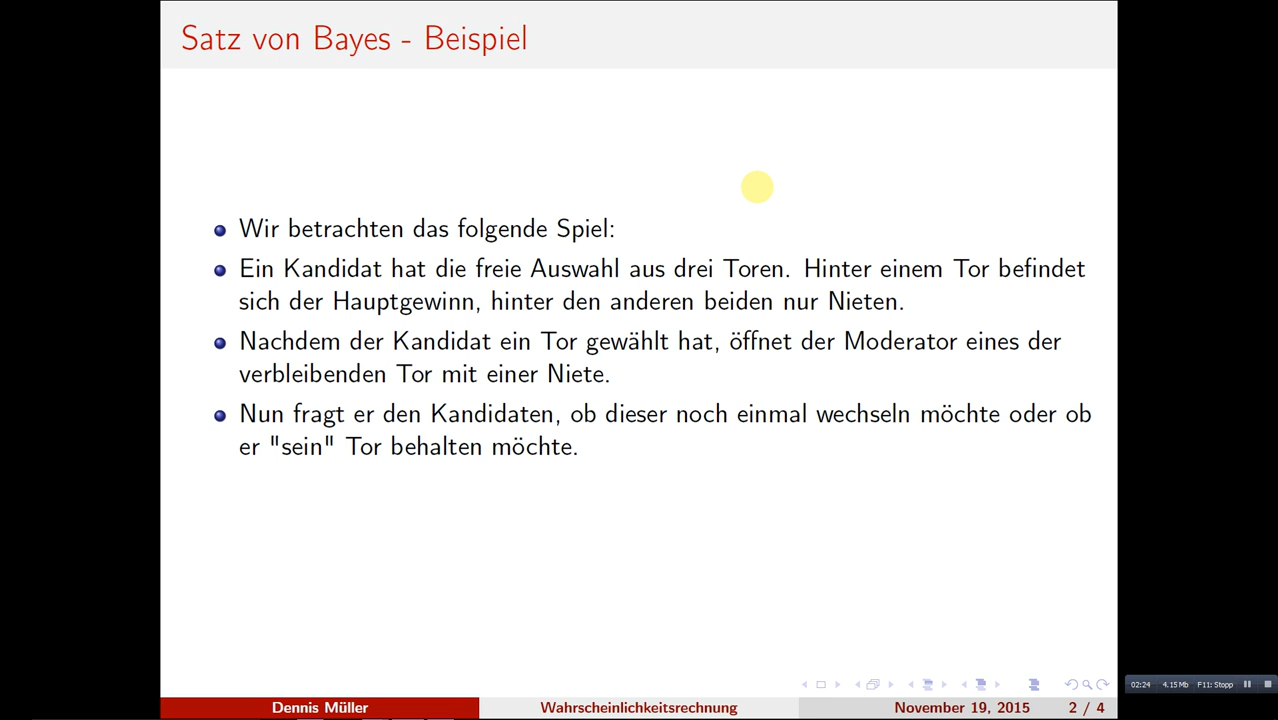 Satz von Bayes - Beispiel
Wir betrachten das folgende Spiel:
Ein Kandidat hat die freie Auswahl aus drei Toren. Hinter einem Tor befindet
sich der Hauptgewinn, hinter den anderen beiden nur Nieten.
Nachdem der Kandidat ein Tor gewählt hat, öffnet der Moderator eines der
verbleibenden Tor mit einer Niete.
Nun fragt er den Kandidaten, ob dieser noch einmal wechseln möchte oder ob
er "sein" Tor behalten möchte.
02:24 4.15 Mb F11: Stopp
Dennis Müller Wahrscheinlichkeitsrechnung November 19, 2015 2 / 4